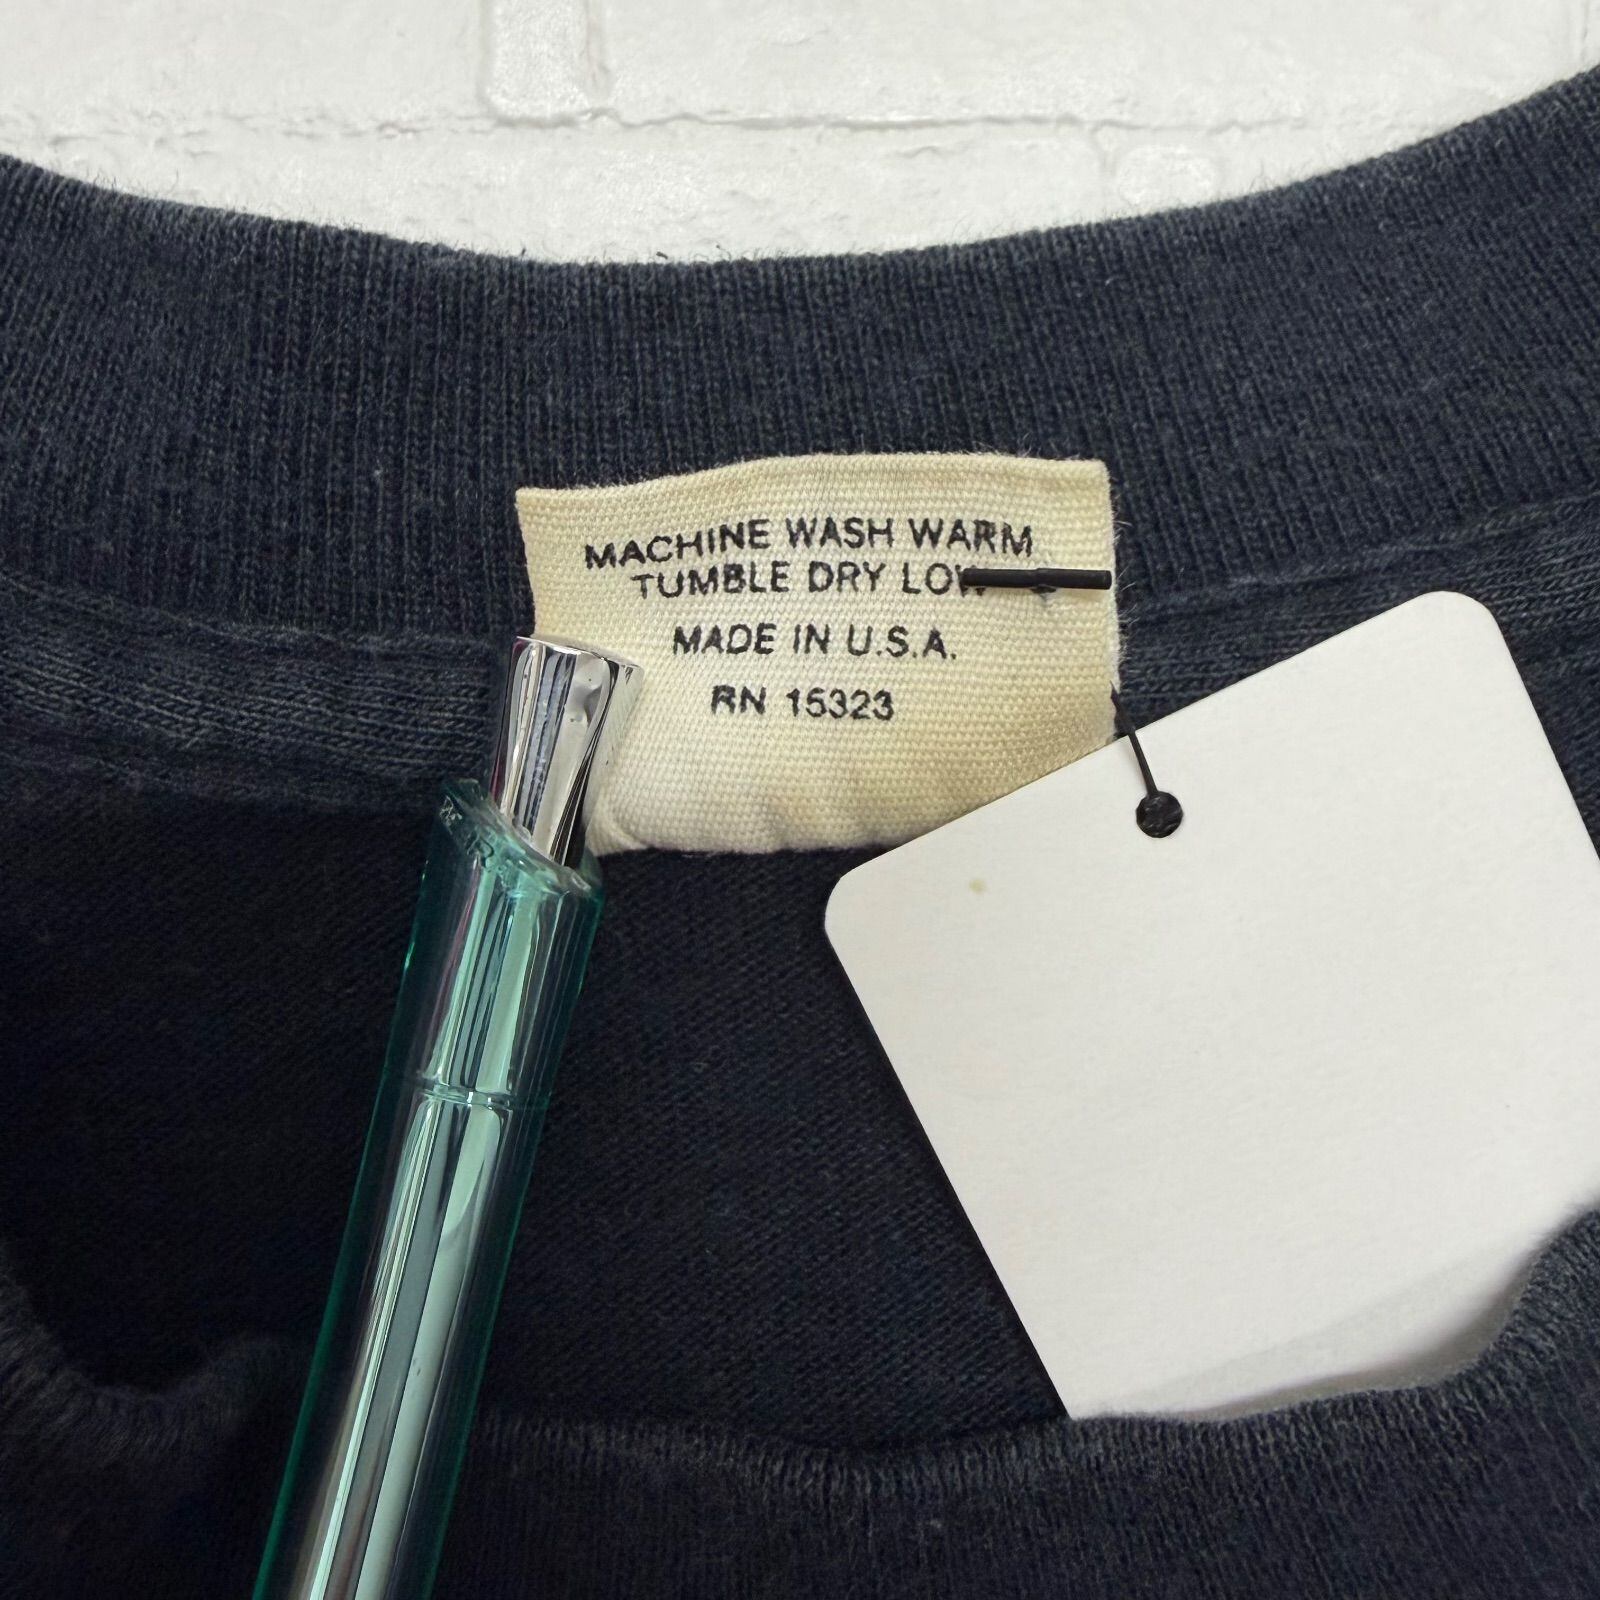 MACHINE WASH WARM
TUMBLE DRY LOW
MADE IN U.S.A.
RN 15323